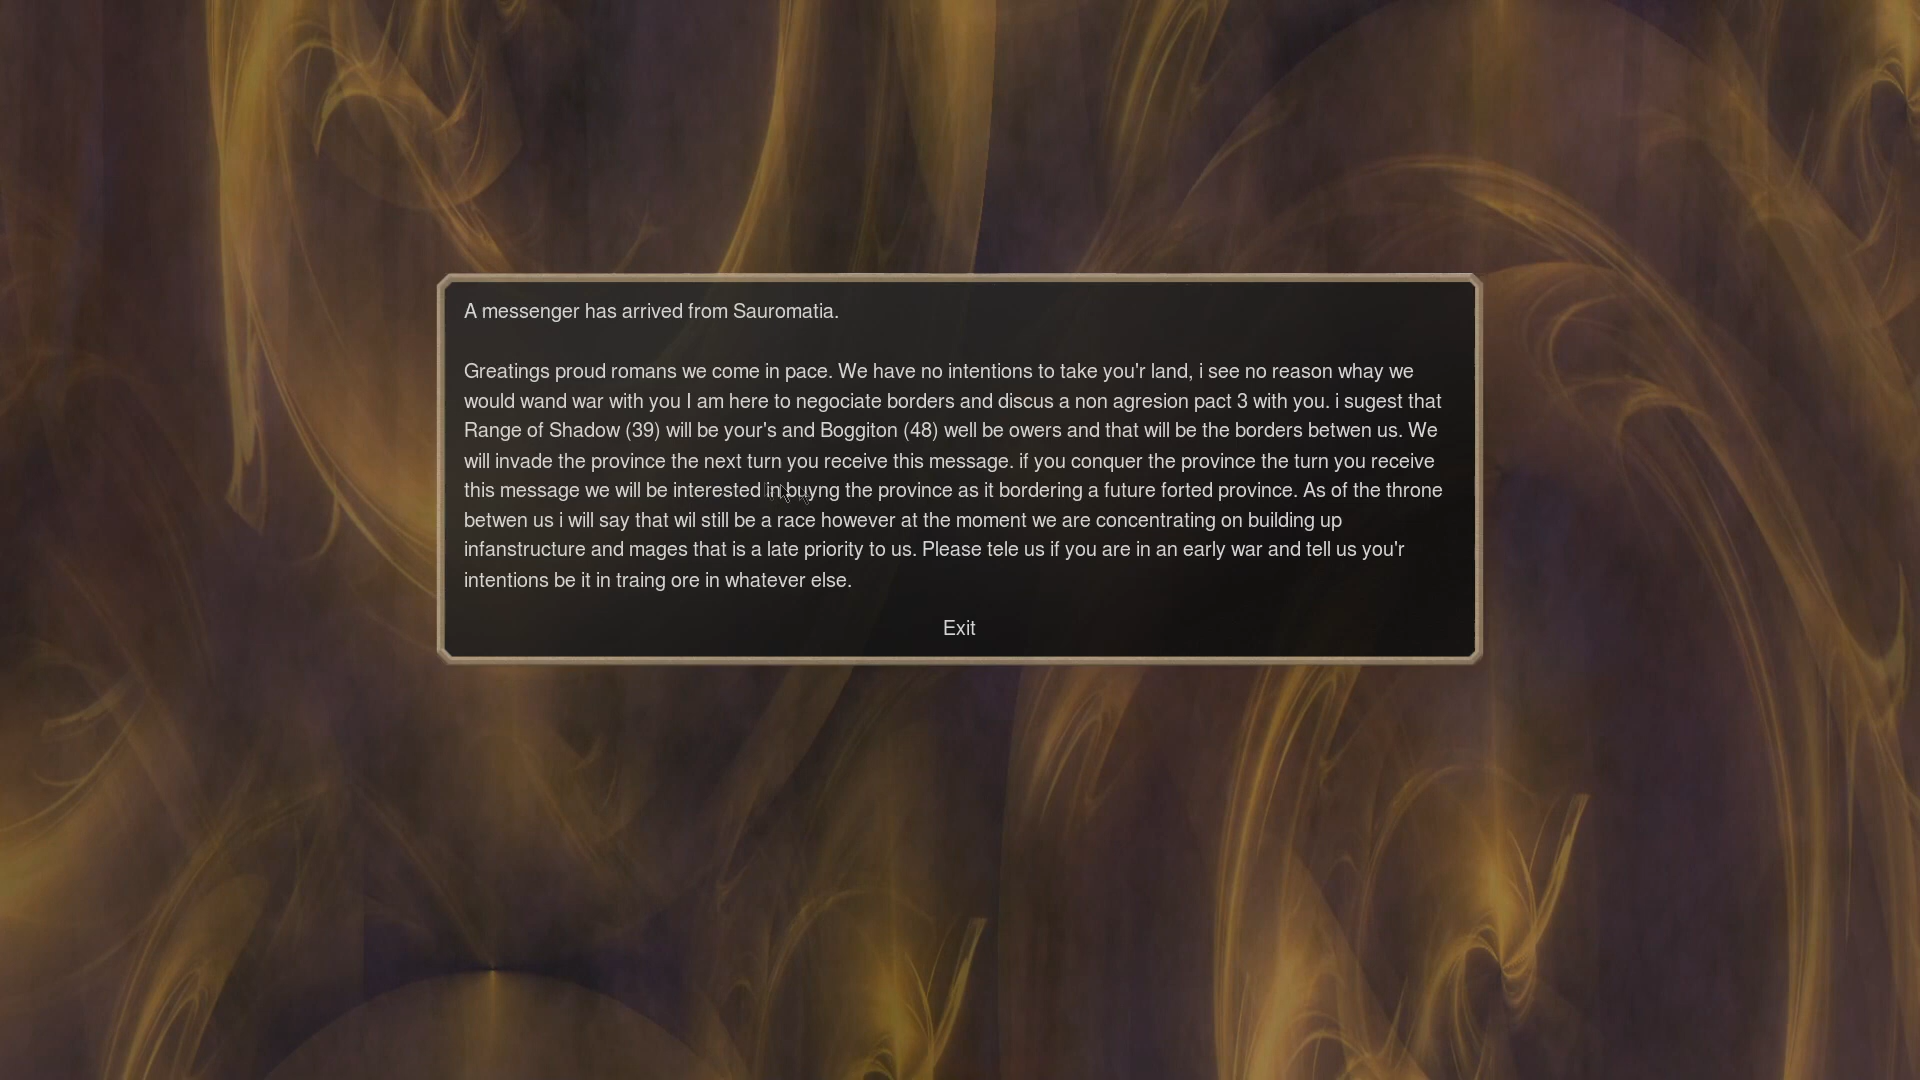 A messenger has arrived from Sauromatia.
Greatings proud romans we come in pace. We have no intentions to take you'r land, i see no reason whay we
would wand war with you I am here to negociate borders and discus a non agresion pact 3 with you. i sugest that
Range of Shadow (39) will be your's and Boggiton (48) well be owers and that will be the borders betwen us. We
will invade the province the next turn you receive this message. if you conquer the province the turn you receive
this message we will be interested in buyng the province as it bordering a future forted province. As of the throne
betwen us i will say that wil still be a race however at the moment we are concentrating on building up
infanstructure and mages that is a late priority to us. Please tele us if you are in an early war and tell us you'r
intentions be it in traing ore in whatever else.
Exit